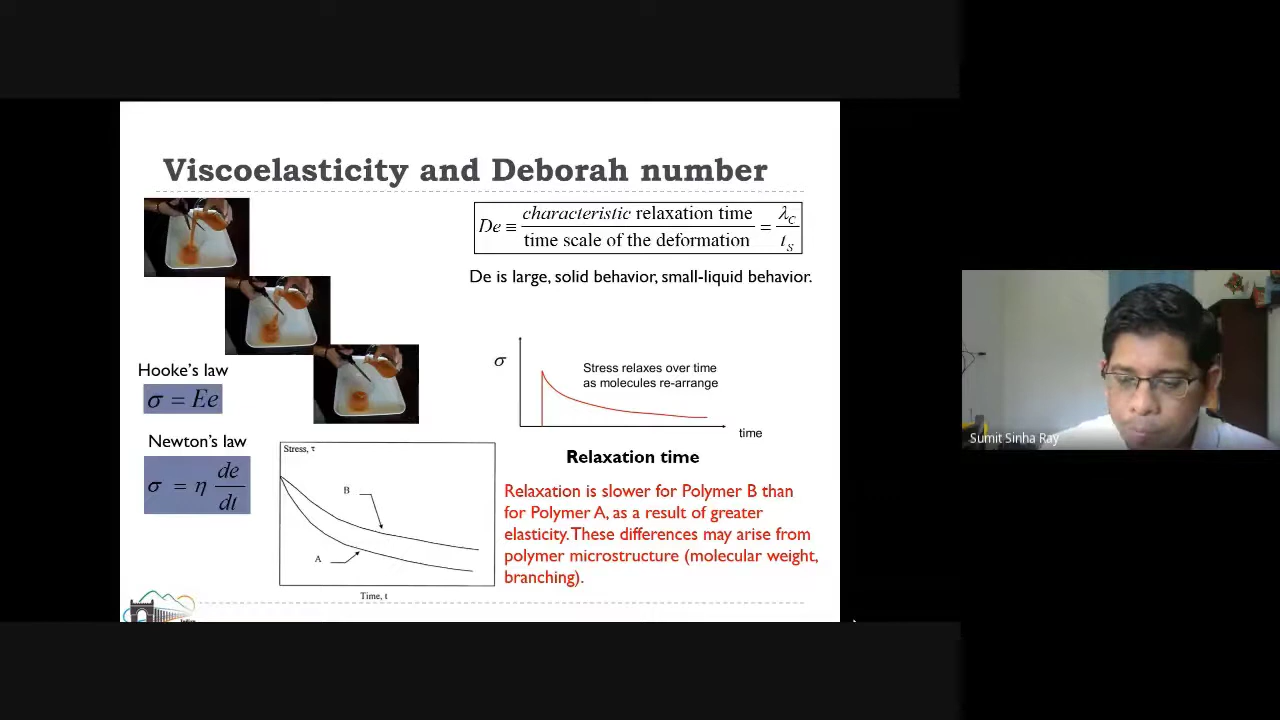 Viscoelasticity and Deborah number
De ≡ characteristic relaxation time / time scale of the deformation = λC / tS
De is large, solid behavior, small-liquid behavior.
Hooke's law
σ = Ee
Newton's law
σ = η de/dt
σ
Stress relaxes over time
as molecules re-arrange
time
Relaxation time
Stress, τ
B
A
Time, t
Relaxation is slower for Polymer B than
for Polymer A, as a result of greater
elasticity. These differences may arise from
polymer microstructure (molecular weight,
branching).
Sumit Sinha Ray